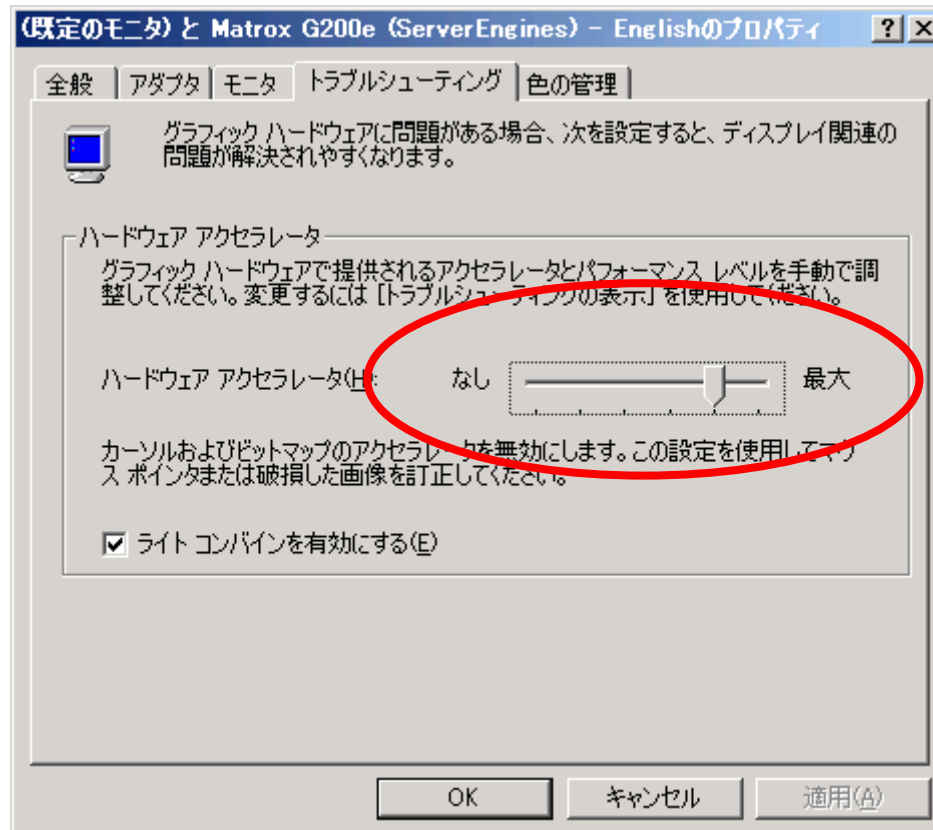 (既定のモニタ) と Matrox G200e (ServerEngines) - Englishのプロパティ
全般 アダプタ モニタ トラブルシューティング 色の管理
グラフィック ハードウェアに問題がある場合、次を設定すると、ディスプレイ関連の
問題が解決されやすくなります。
ハードウェア アクセラレータ
グラフィック ハードウェアで提供されるアクセラレータとパフォーマンス レベルを手動で調
整してください。変更するには [トラブルシューティングの表示] を使用してください。
ハードウェア アクセラレータ(H): なし 最大
カーソルおよびビットマップのアクセラレータを無効にします。この設定を使用してマウ
ス ポインタまたは破損した画像を訂正してください。
ライト コンバインを有効にする(E)
OK キャンセル 適用(A)